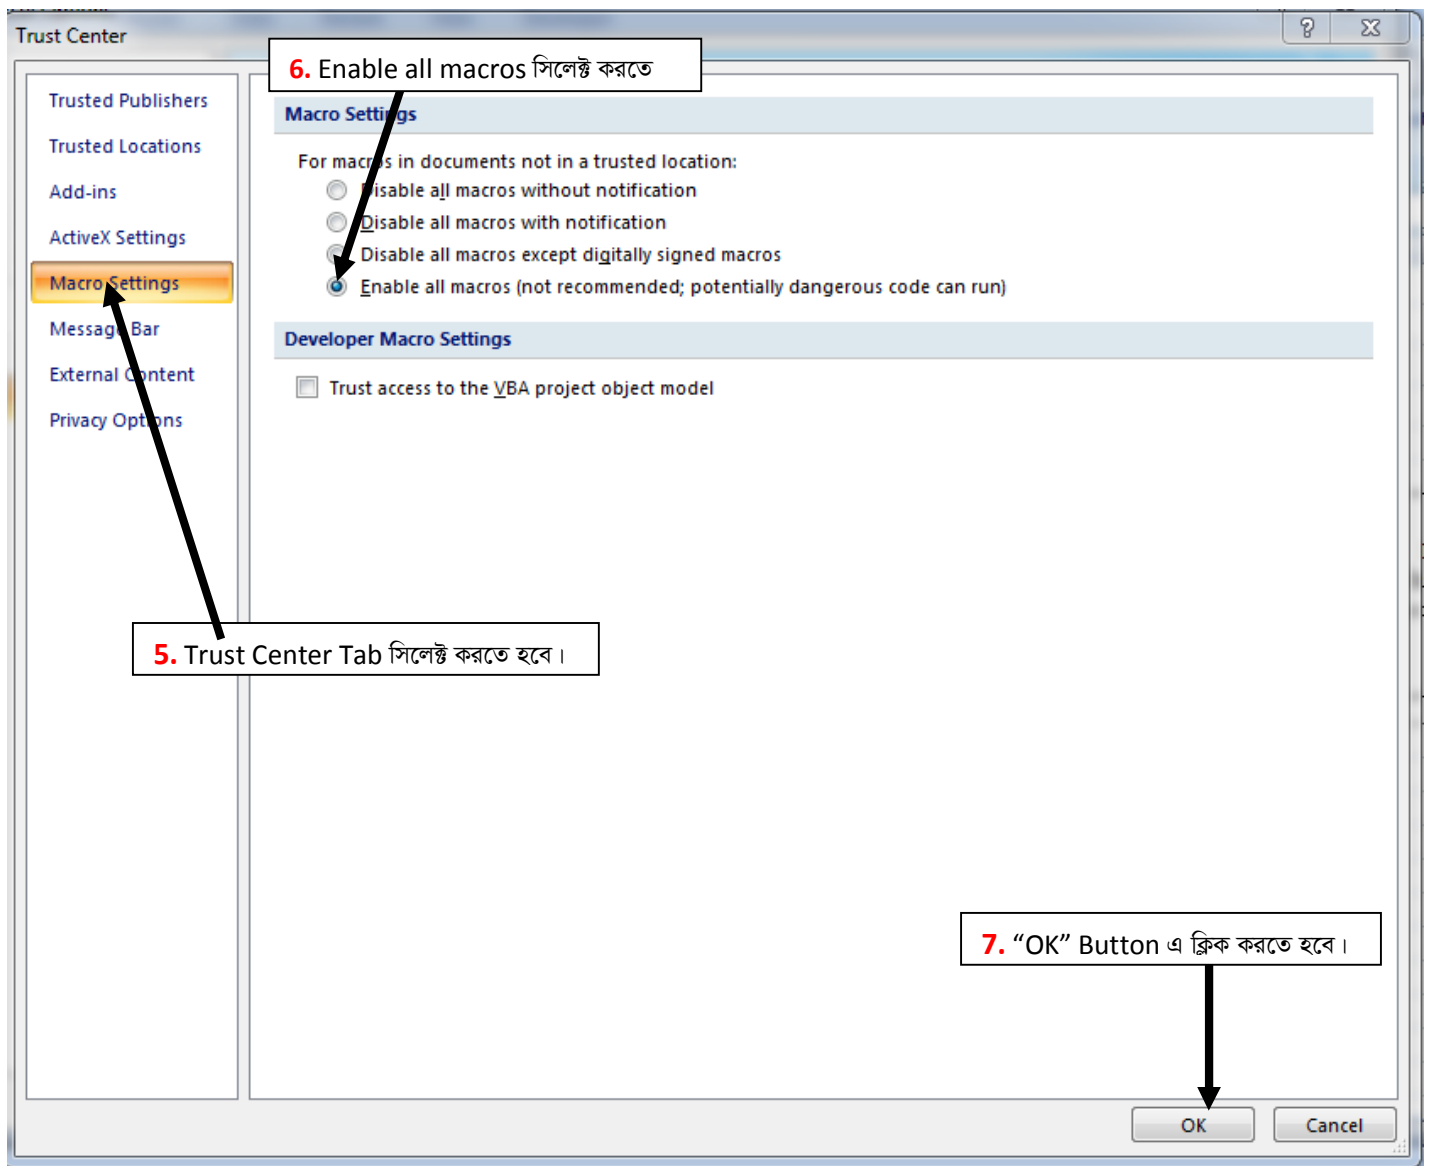 Trust Center
6. Enable all macros সিলেক্ট করতে
Trusted Publishers
Trusted Locations
Add-ins
ActiveX Settings
Macro Settings
Message Bar
External Content
Privacy Options
Macro Settings
For macros in documents not in a trusted location:
Disable all macros without notification
Disable all macros with notification
Disable all macros except digitally signed macros
Enable all macros (not recommended; potentially dangerous code can run)
Developer Macro Settings
Trust access to the VBA project object model
5. Trust Center Tab সিলেক্ট করতে হবে।
7. “OK” Button এ ক্লিক করতে হবে।
OK
Cancel